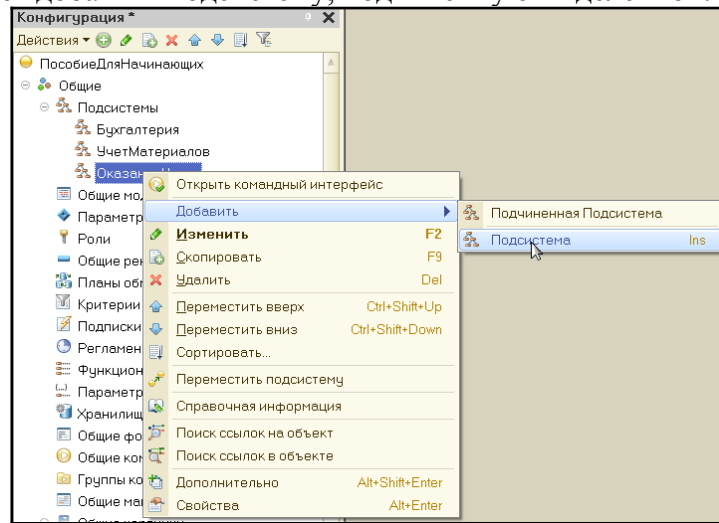 Конфигурация *
Действия
ПособиеДляНачинающих
Общие
Подсистемы
Бухгалтерия
УчетМатериалов
Оказан
Общие мо
Параметр
Роли
Общие рек
Планы об
Критерии
Подписки
Регламен
Функцион
Параметр
Хранилищ
Общие фо
Общие ко
Группы ко
Общие ма
Открыть командный интерфейс
Добавить
Изменить F2
Скопировать F9
Удалить Del
Переместить вверх Ctrl+Shift+Up
Переместить вниз Ctrl+Shift+Down
Сортировать...
Переместить подсистему
Справочная информация
Поиск ссылок на объект
Поиск ссылок в объекте
Дополнительно Alt+Shift+Enter
Свойства Alt+Enter
Подчиненная Подсистема
Подсистема Ins